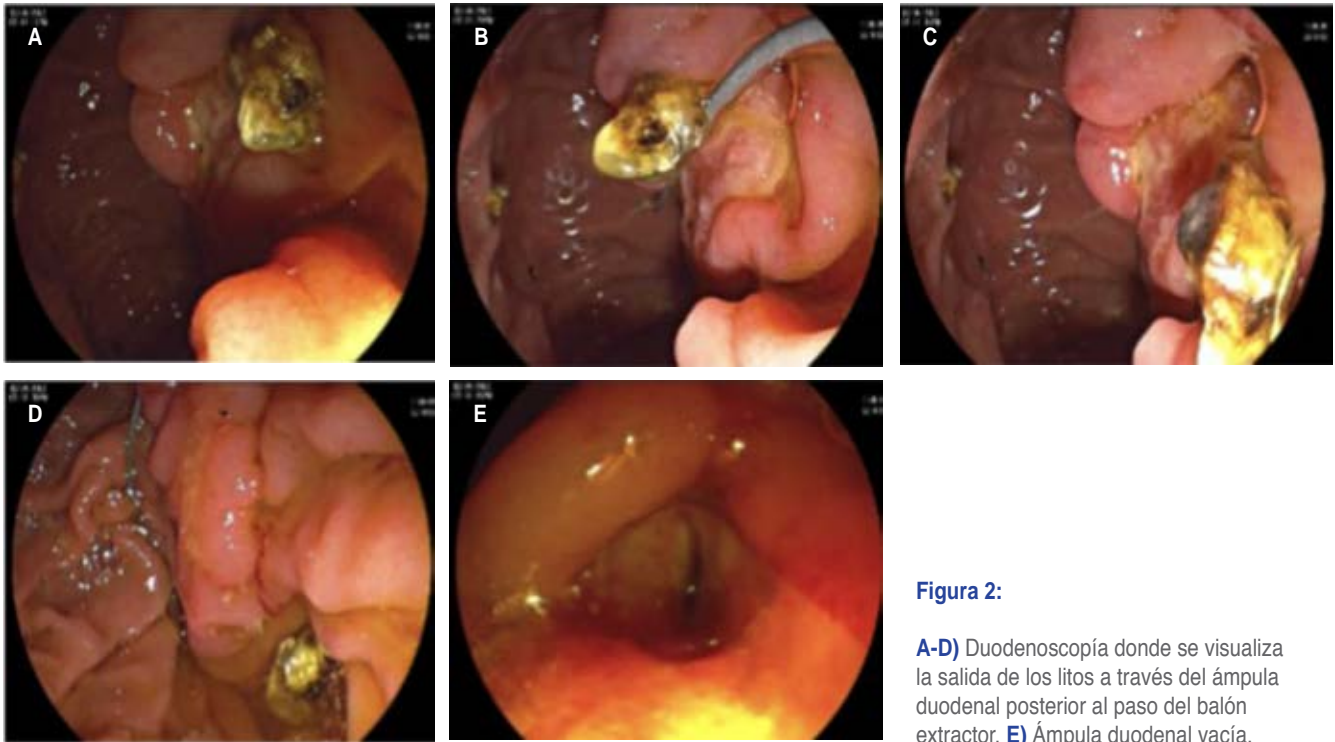 A
B
C
D
E
Figura 2:
A-D) Duodenoscopía donde se visualiza
la salida de los litos a través del ámpula
duodenal posterior al paso del balón
extractor. E) Ámpula duodenal vacía.